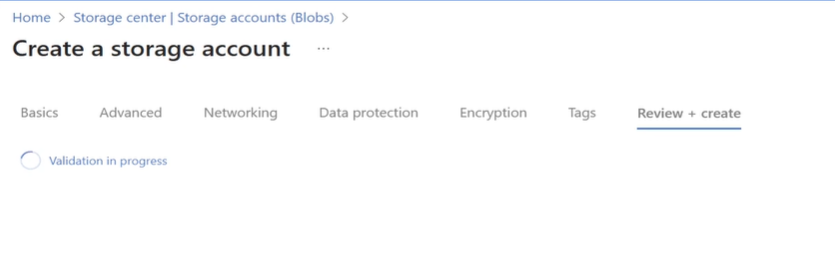 Home > Storage center | Storage accounts (Blobs) >
Create a storage account ...
Basics Advanced Networking Data protection Encryption Tags Review + create
Validation in progress